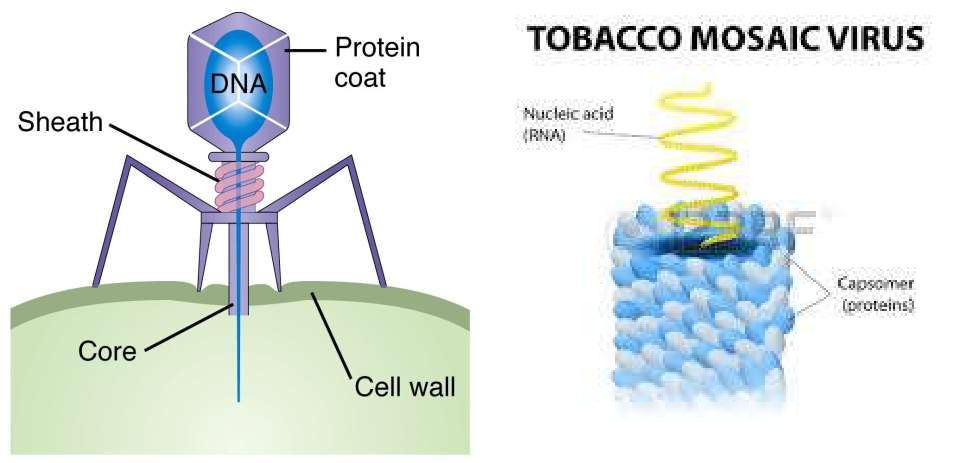 Protein
coat
DNA
Sheath
Core
Cell wall
TOBACCO MOSAIC VIRUS
Nucleic acid
(RNA)
Capsomer
(proteins)